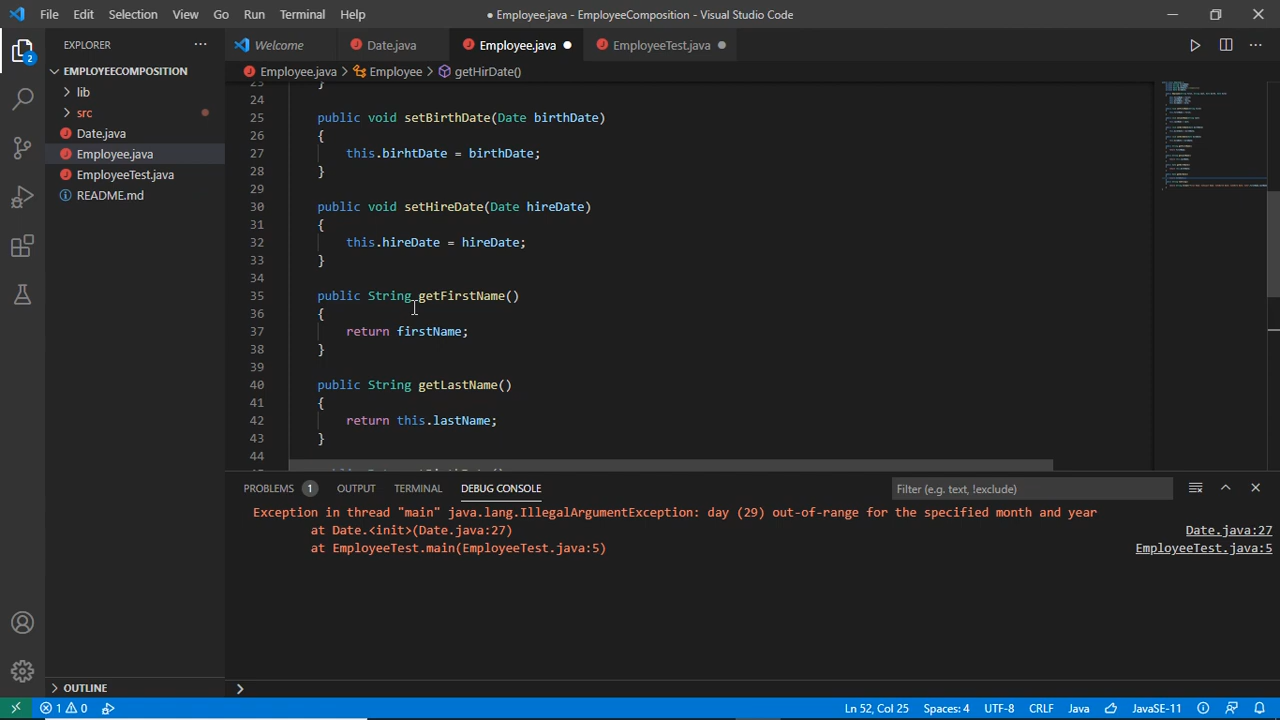 File Edit Selection View Go Run Terminal Help
● Employee.java - EmployeeComposition - Visual Studio Code
EXPLORER
Welcome
Date.java
Employee.java
EmployeeTest.java
EMPLOYEECOMPOSITION
lib
src
Date.java
Employee.java
EmployeeTest.java
README.md
2
Employee.java > Employee > getHirDate()
23 }
24
25 public void setBirthDate(Date birthDate)
26 {
27 this.birhtDate = birthDate;
28 }
29
30 public void setHireDate(Date hireDate)
31 {
32 this.hireDate = hireDate;
33 }
34
35 public String getFirstName()
36 {
37 return firstName;
38 }
39
40 public String getLastName()
41 {
42 return this.lastName;
43 }
44
PROBLEMS 1 OUTPUT TERMINAL DEBUG CONSOLE
Filter (e.g. text, !exclude)
Exception in thread "main" java.lang.IllegalArgumentException: day (29) out-of-range for the specified month and year
at Date.<init>(Date.java:27) Date.java:27
at EmployeeTest.main(EmployeeTest.java:5) EmployeeTest.java:5
OUTLINE
1 0
Ln 52, Col 25 Spaces: 4 UTF-8 CRLF Java JavaSE-11